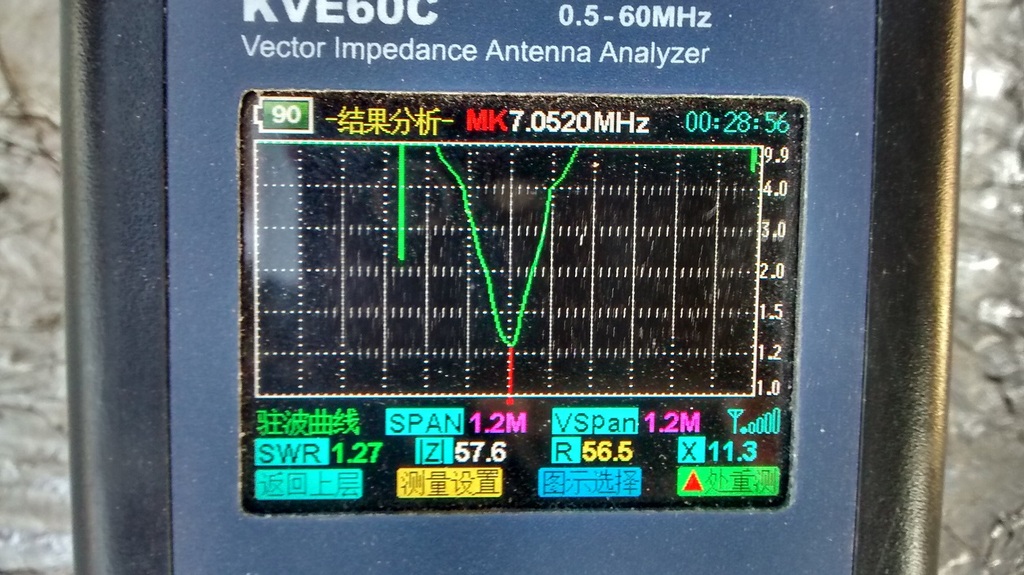 KVE60C 0.5-60MHz
Vector Impedance Antenna Analyzer
90 -结果分析- MK7.0520MHz 00:28:56
9.9
4.0
3.0
2.0
1.5
1.2
1.0
驻波曲线 SPAN 1.2M VSpan 1.2M
SWR 1.27 |Z| 57.6 R 56.5 X 11.3
返回上层 测量设置 图示选择 ▲处重测